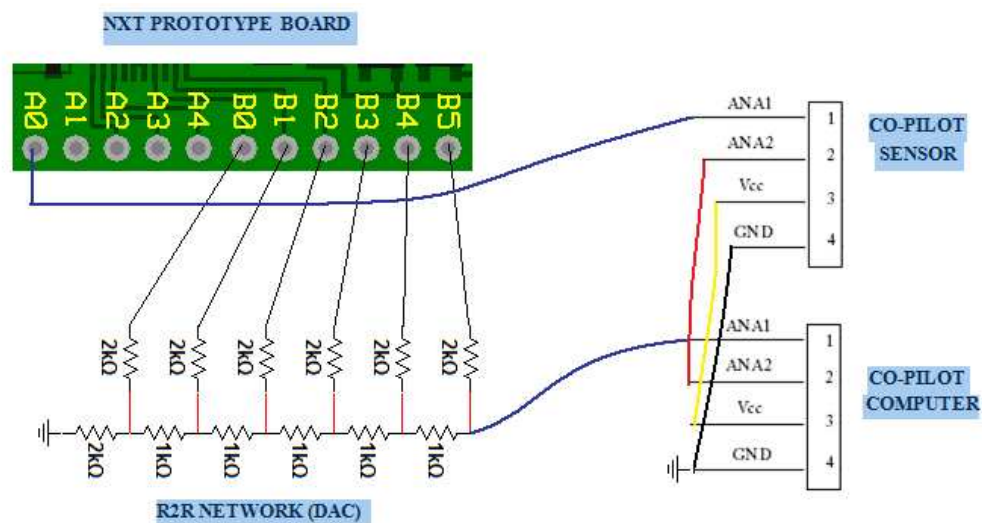 NXT PROTOTYPE BOARD
A0 A1 A2 A3 A4 B0 B1 B2 B3 B4 B5
ANA1 1
ANA2 2
Vcc 3
GND 4
CO-PILOT
SENSOR
2kΩ 2kΩ 2kΩ 2kΩ 2kΩ 2kΩ
2kΩ 1kΩ 1kΩ 1kΩ 1kΩ 1kΩ
R2R NETWORK (DAC)
ANA1 1
ANA2 2
Vcc 3
GND 4
CO-PILOT
COMPUTER